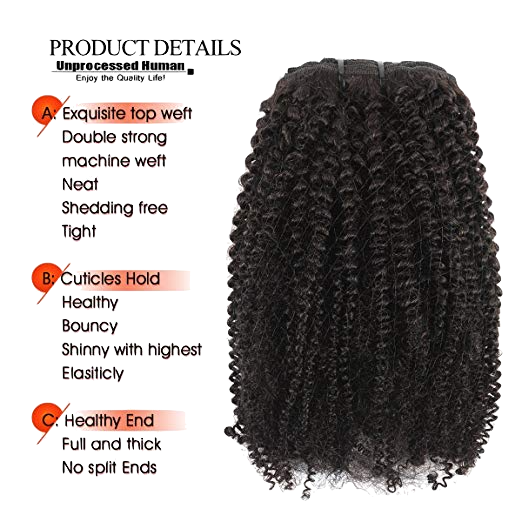 PRODUCT DETAILS
Unprocessed Human
Enjoy the Quality Life!
A: Exquisite top weft
Double strong
machine weft
Neat
Shedding free
Tight
B: Cuticles Hold
Healthy
Bouncy
Shinny with highest
Elasiticly
C: Healthy End
Full and thick
No split Ends